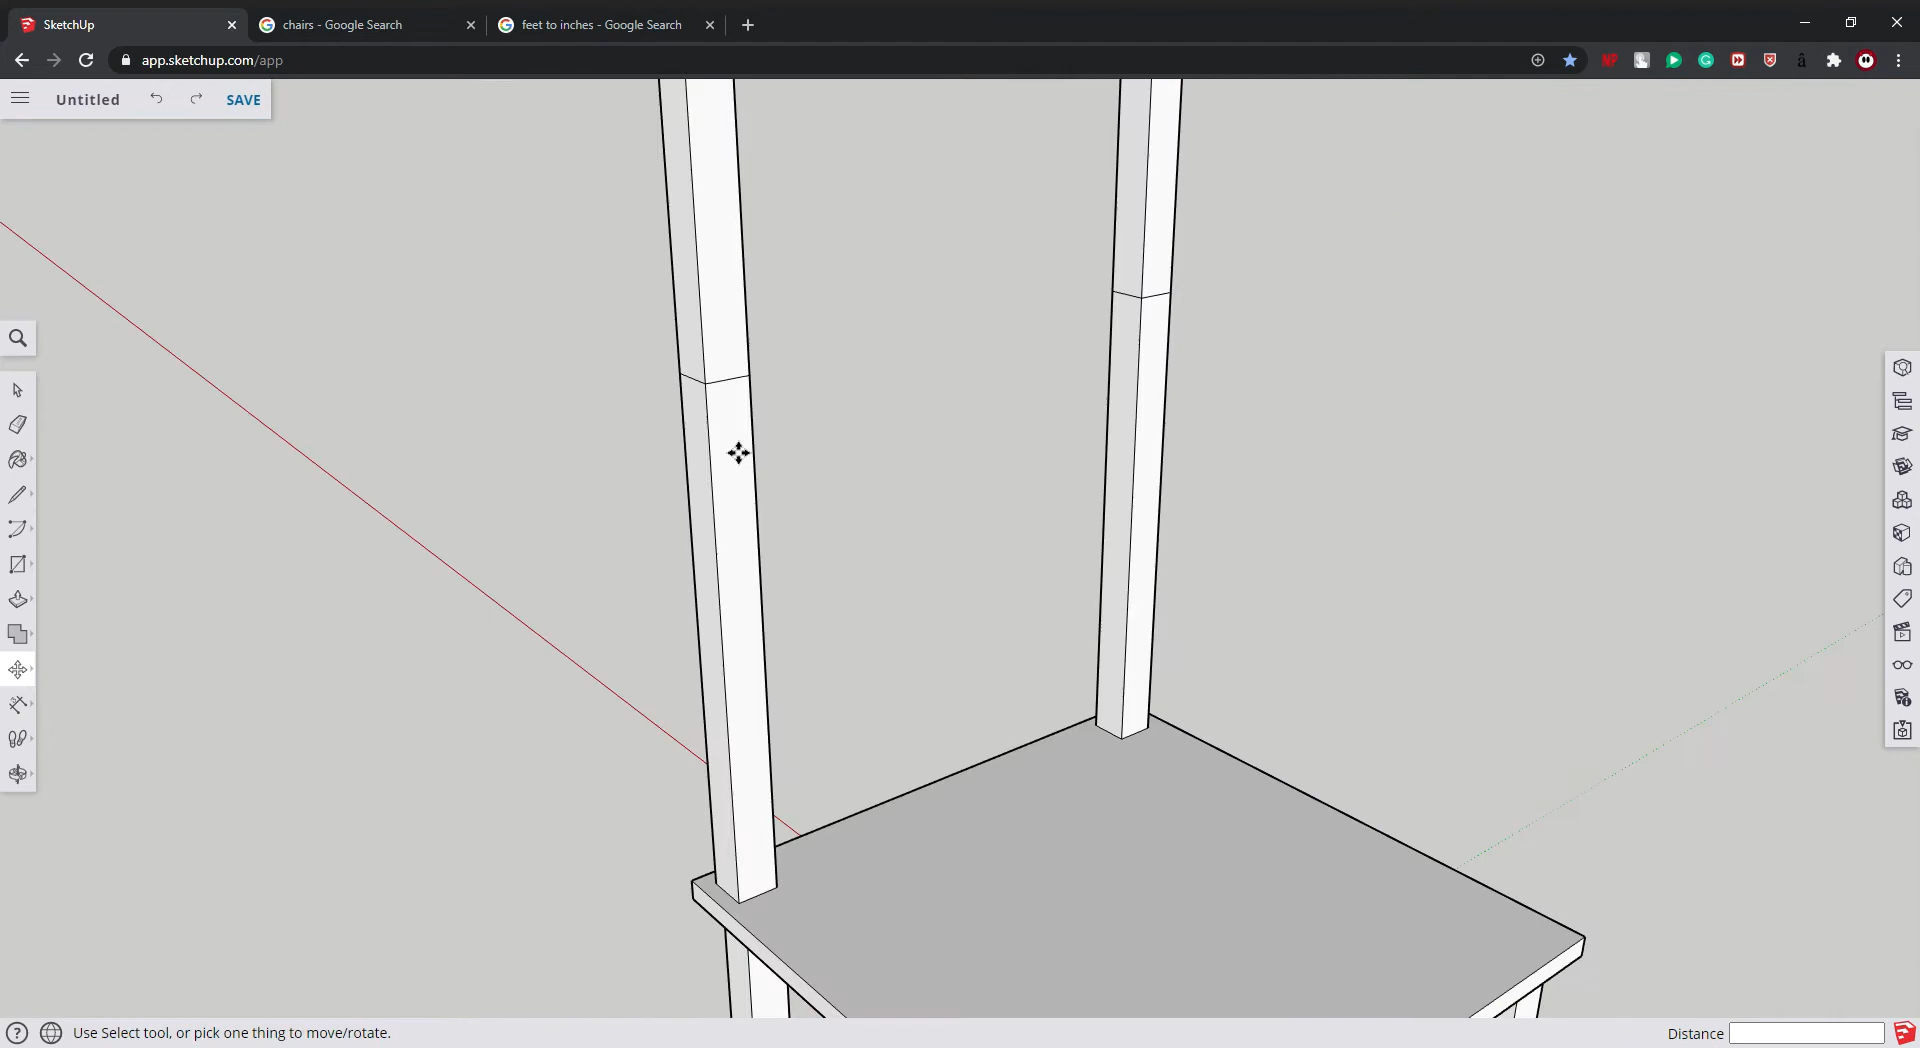 SketchUp
chairs - Google Search
feet to inches - Google Search
app.sketchup.com/app
NP
â
Untitled
SAVE
Use Select tool, or pick one thing to move/rotate.
Distance